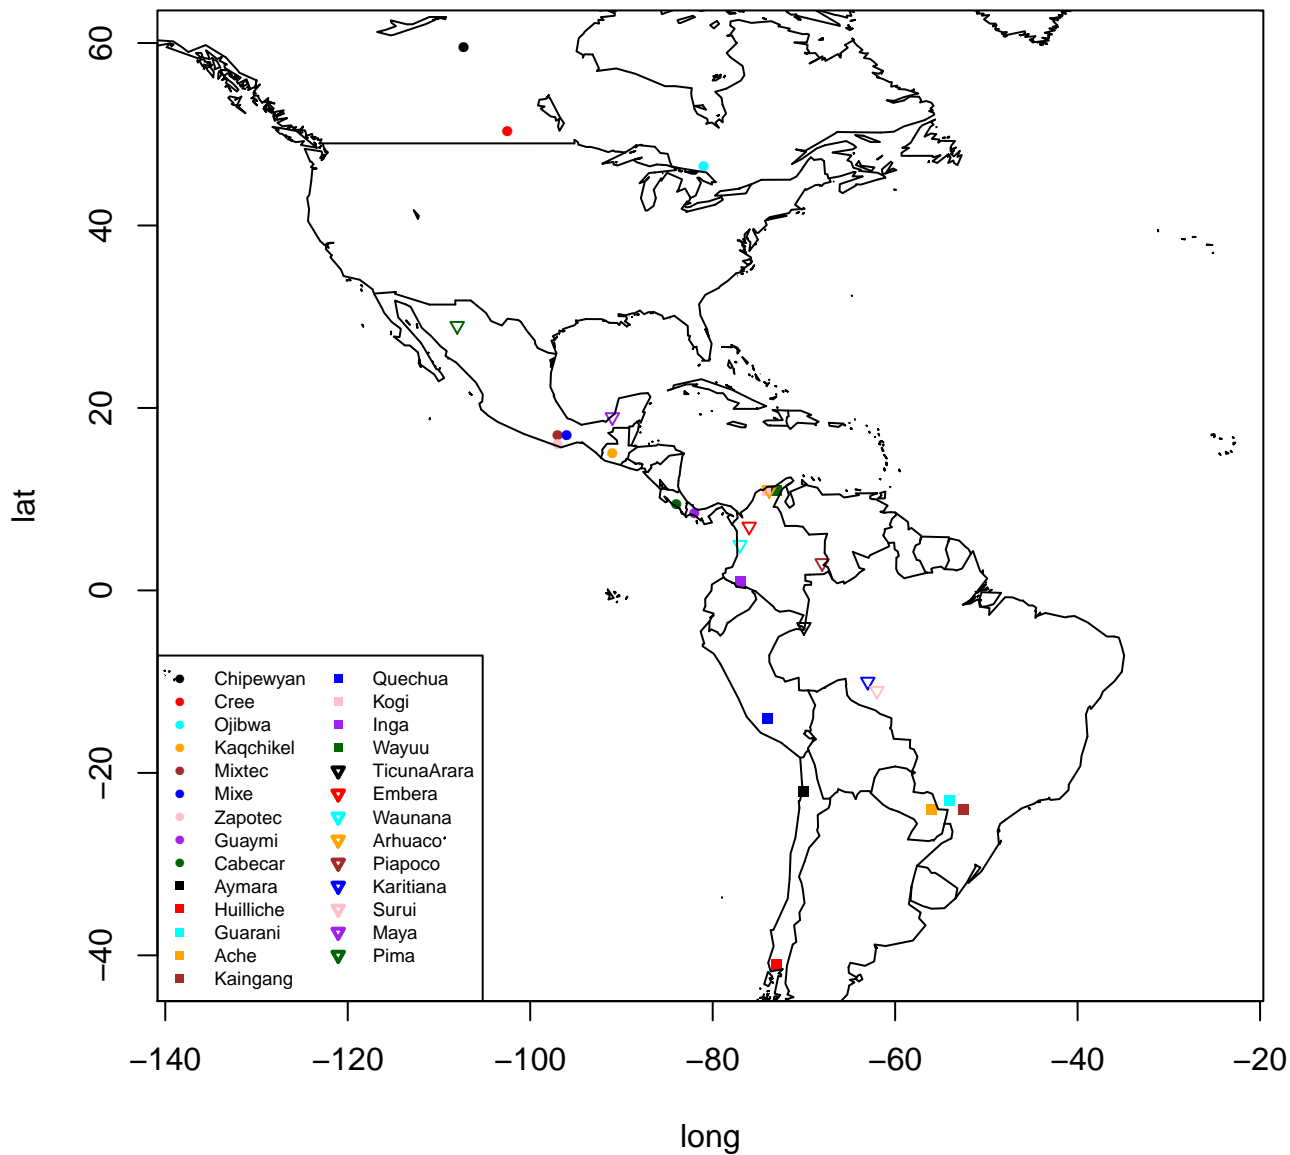 60
40
20
0
−20
−40
lat
Chipewyan
Cree
Ojibwa
Kaqchikel
Mixtec
Mixe
Zapotec
Guaymi
Cabecar
Aymara
Huilliche
Guarani
Ache
Kaingang
Quechua
Kogi
Inga
Wayuu
TicunaArara
Embera
Waunana
Arhuaco
Piapoco
Karitiana
Surui
Maya
Pima
−140 −120 −100 −80 −60 −40 −20
long